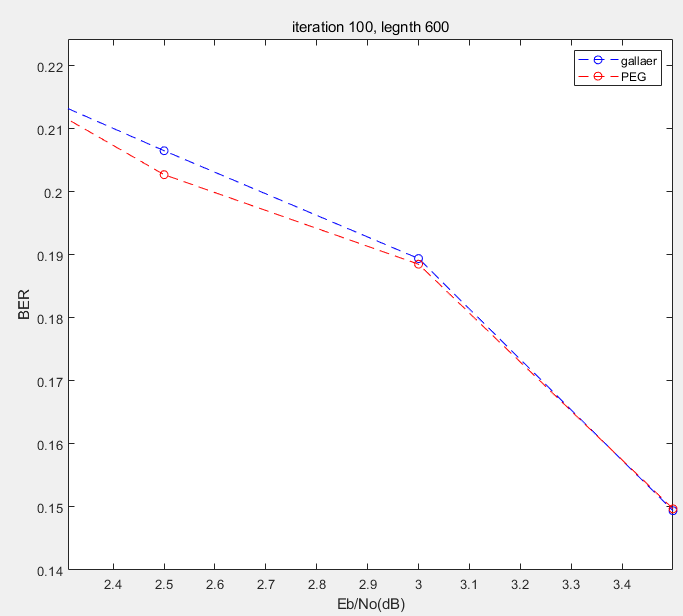 iteration 100, legnth 600
gallaer
PEG
0.22
0.21
0.2
0.19
0.18
0.17
0.16
0.15
0.14
BER
2.4 2.5 2.6 2.7 2.8 2.9 3 3.1 3.2 3.3 3.4
Eb/No(dB)